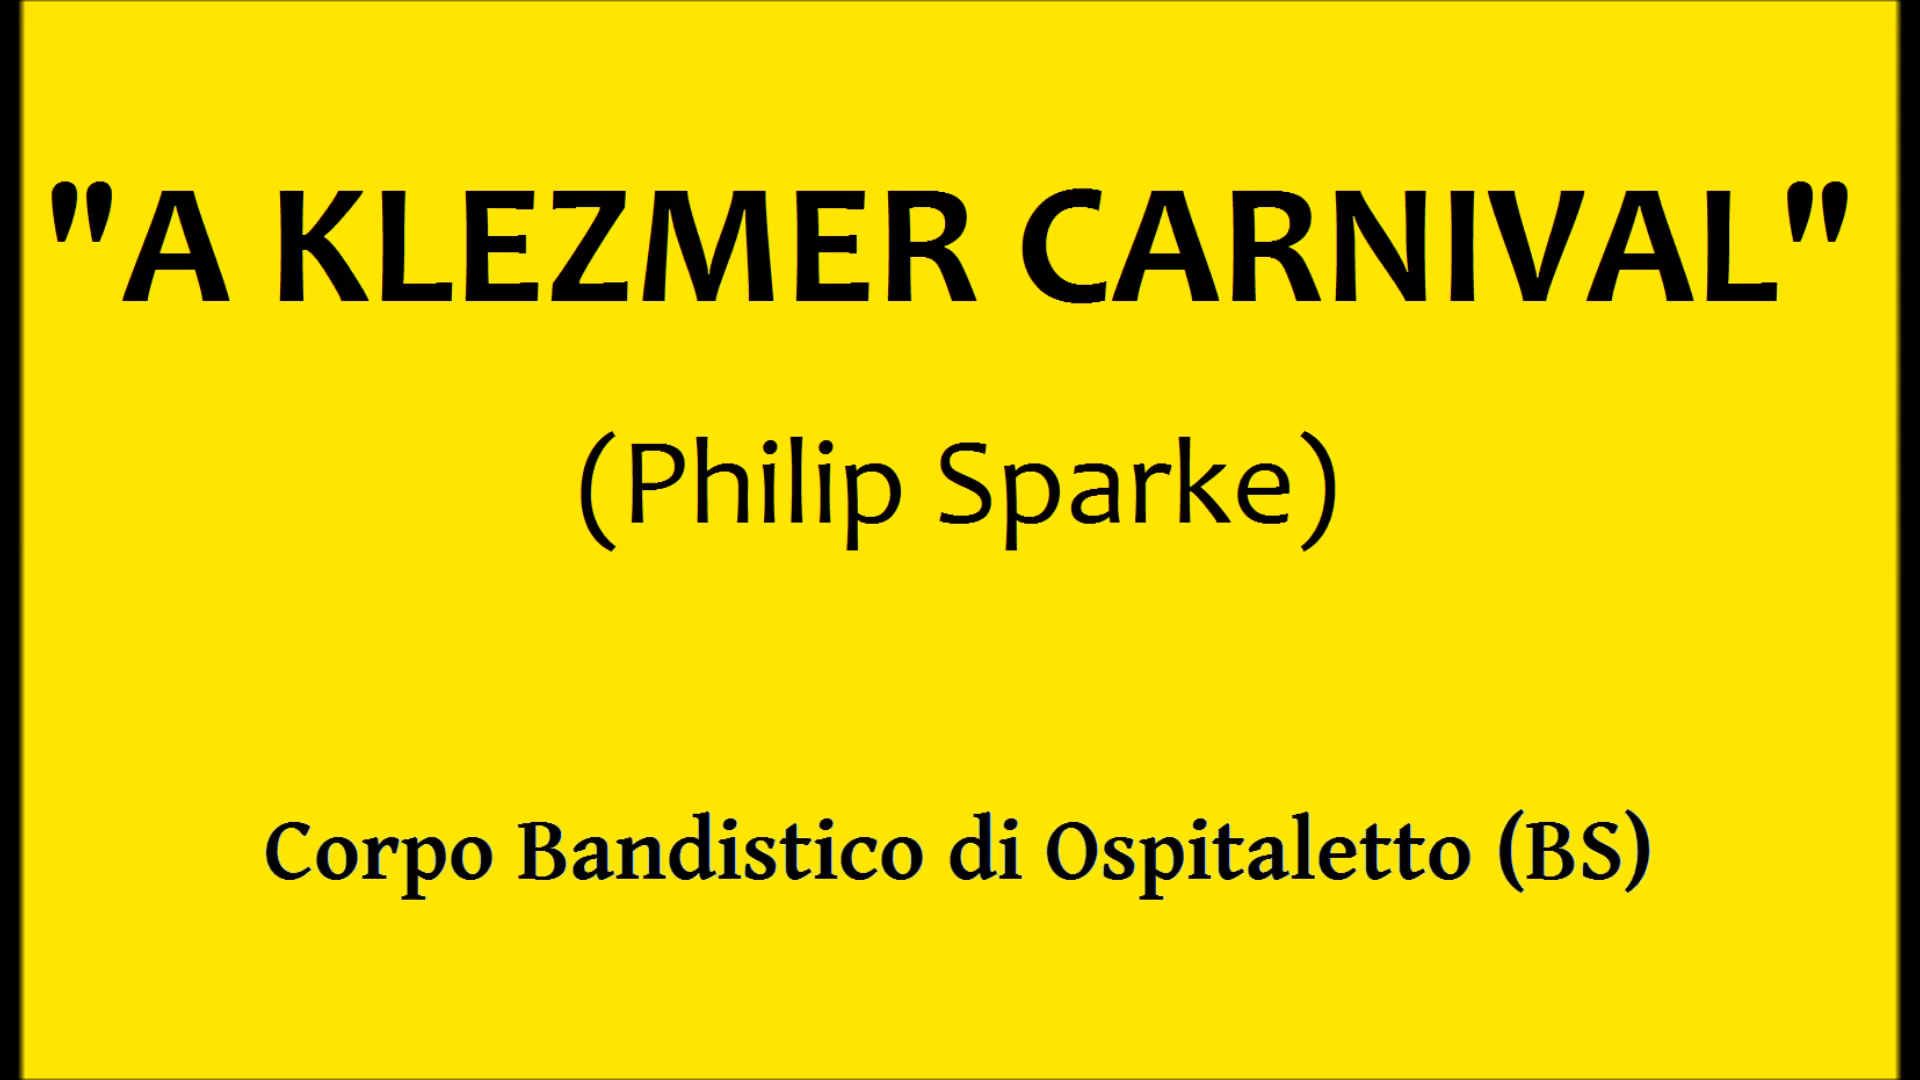 "A KLEZMER CARNIVAL"
(Philip Sparke)
Corpo Bandistico di Ospitaletto (BS)